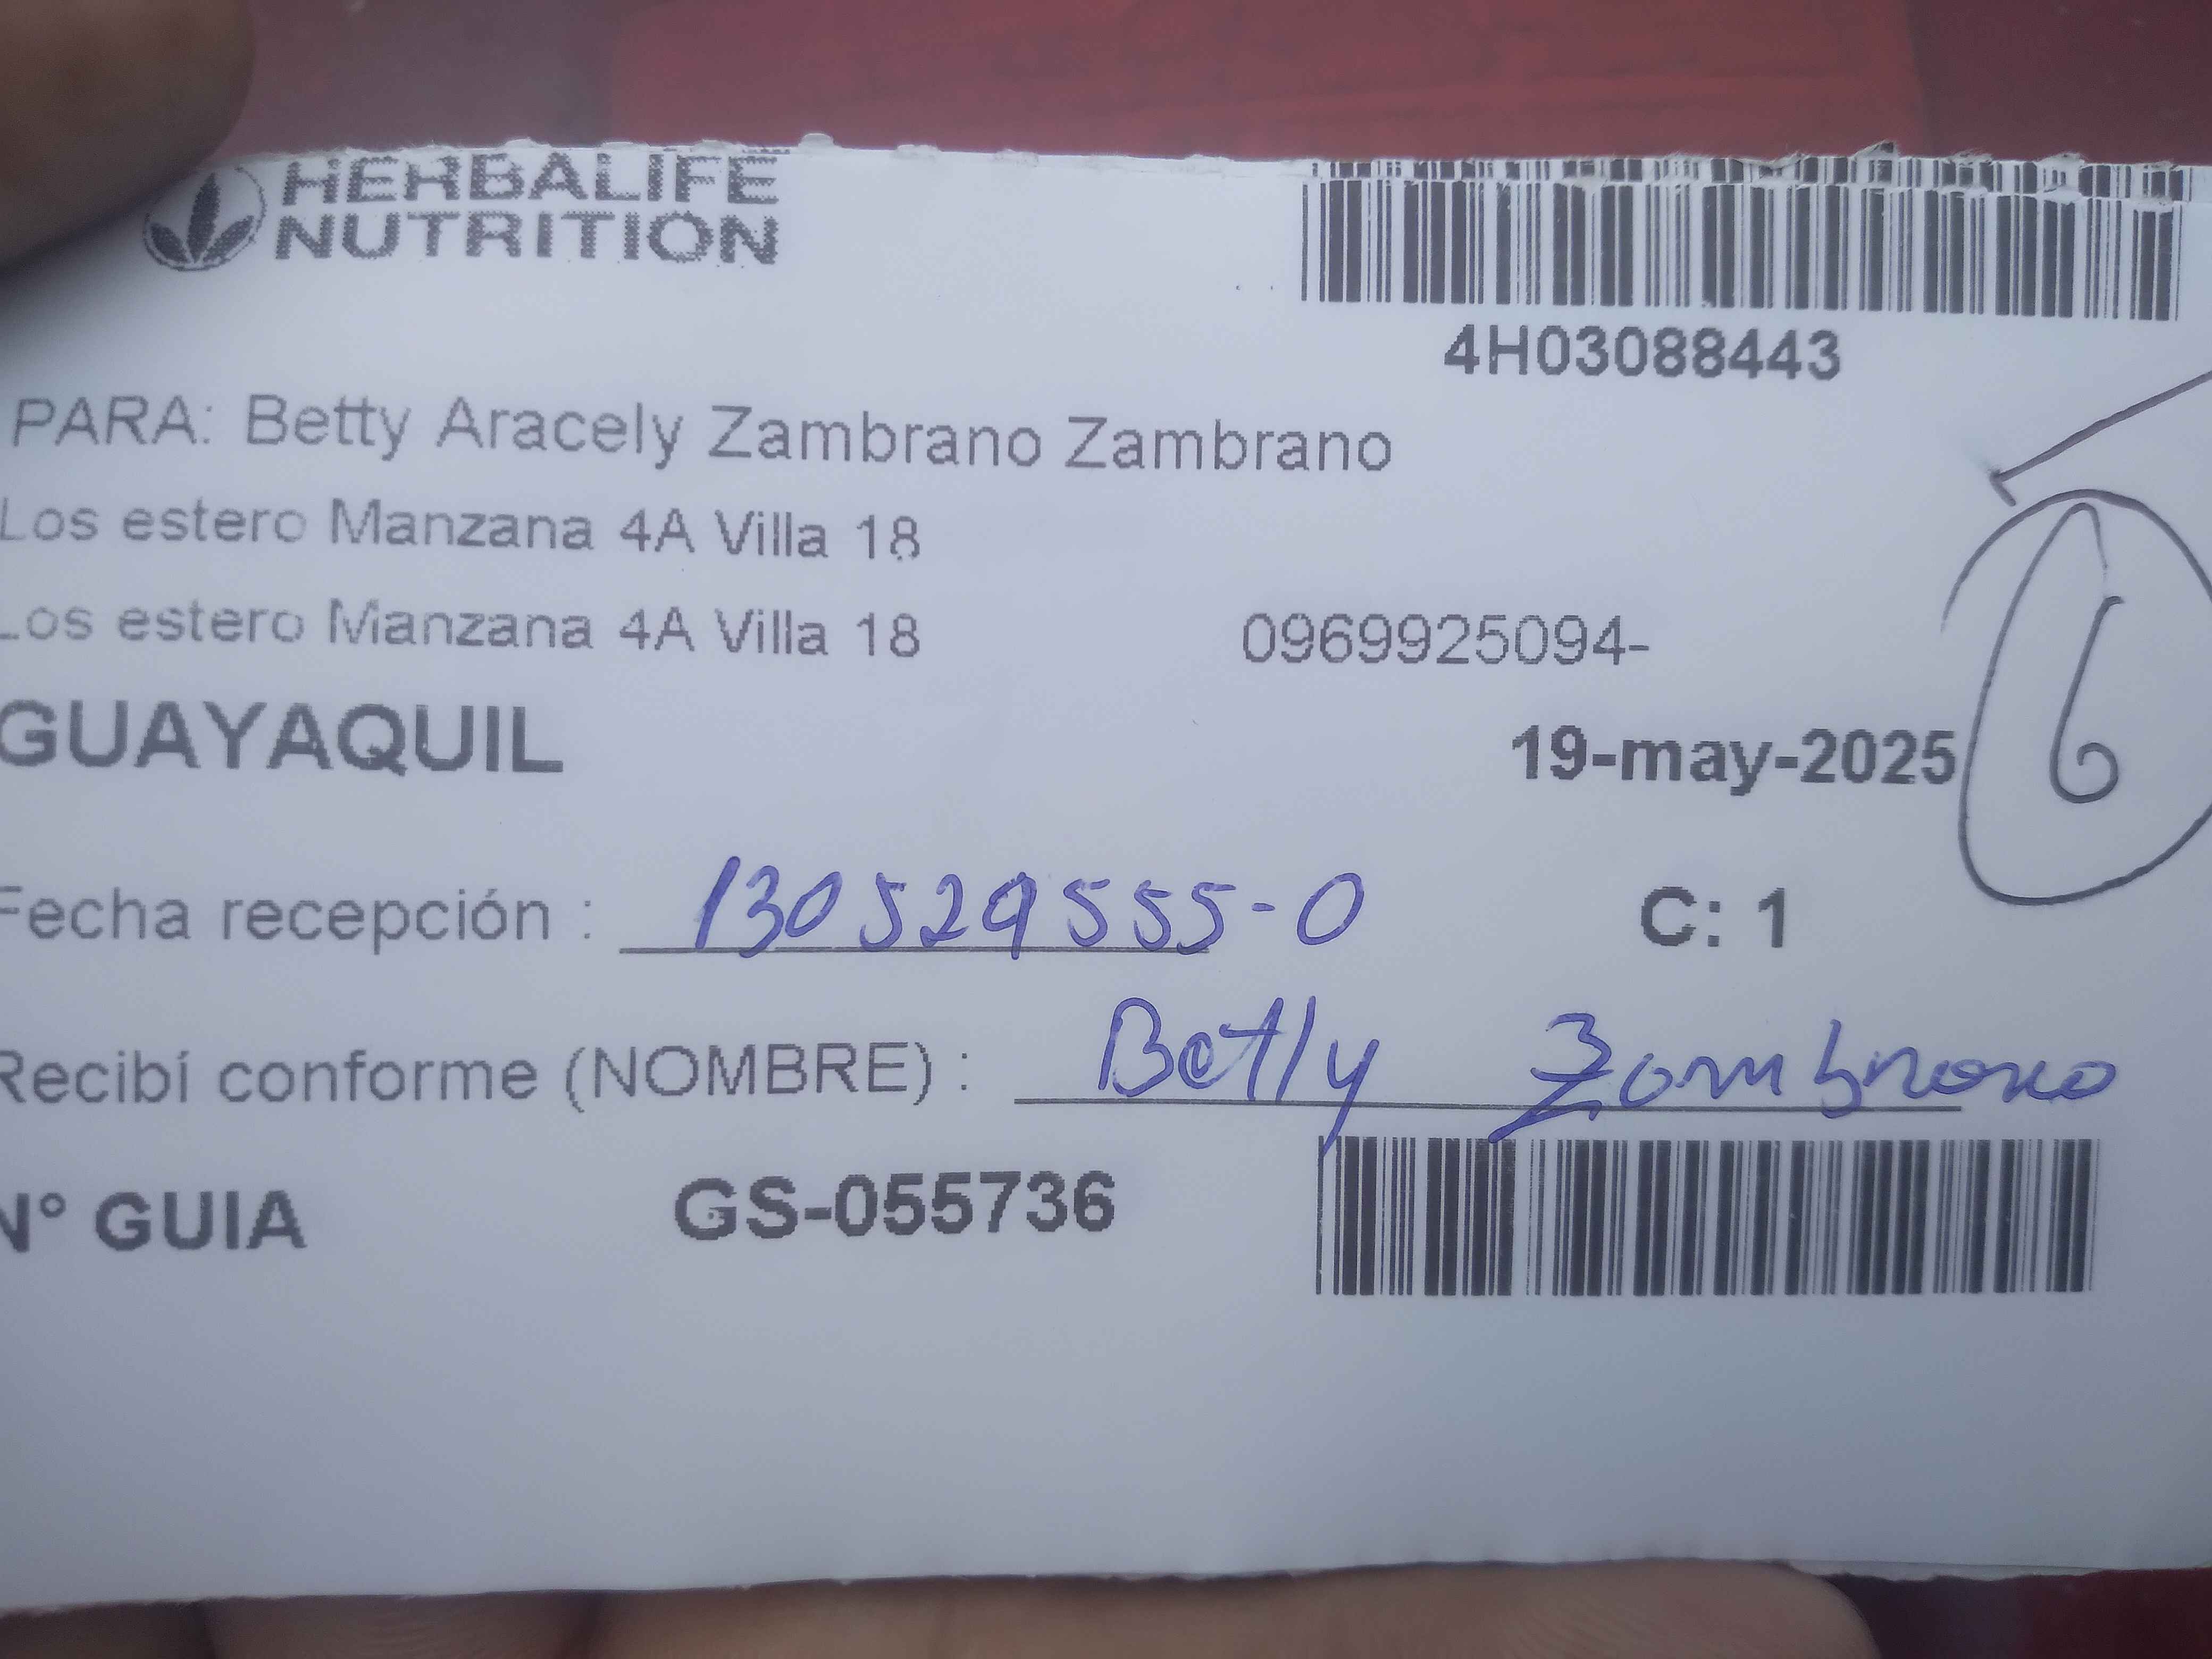 HERBALIFE
NUTRITION
4H03088443
PARA: Betty Aracely Zambrano Zambrano
Los estero Manzana 4A Villa 18
Los estero Manzana 4A Villa 18 0969925094-
GUAYAQUIL
19-may-2025
6
Fecha recepción : 130529555-0 C: 1
Recibí conforme (NOMBRE) : Betty Zambrano
N° GUIA GS-055736